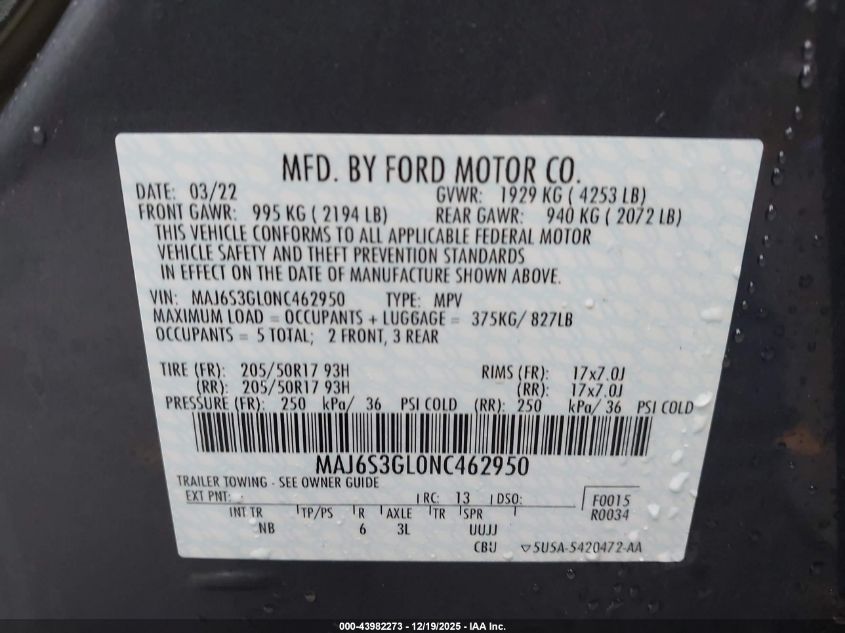 MFD. BY FORD MOTOR CO.
DATE: 03/22 GVWR: 1929 KG ( 4253 LB)
FRONT GAWR: 995 KG ( 2194 LB) REAR GAWR: 940 KG ( 2072 LB)
THIS VEHICLE CONFORMS TO ALL APPLICABLE FEDERAL MOTOR
VEHICLE SAFETY AND THEFT PREVENTION STANDARDS
IN EFFECT ON THE DATE OF MANUFACTURE SHOWN ABOVE.
VIN: MAJ6S3GL0NC462950 TYPE: MPV
MAXIMUM LOAD = OCCUPANTS + LUGGAGE = 375KG/ 827LB
OCCUPANTS = 5 TOTAL; 2 FRONT, 3 REAR
TIRE (FR): 205/50R17 93H RIMS (FR): 17x7.0J
(RR): 205/50R17 93H (RR): 17x7.0J
PRESSURE (FR): 250 kPa/ 36 PSI COLD (RR): 250 kPa/ 36 PSI COLD
MAJ6S3GL0NC462950
TRAILER TOWING - SEE OWNER GUIDE
EXT PNT: RC: 13 DSO: F0015
R0034
INT TR TP/PS R AXLE TR SPR
NB 6 3L UUJJ
CBU ▽5U5A-5420472-AA
000-43982273 - 12/19/2025 - IAA Inc.